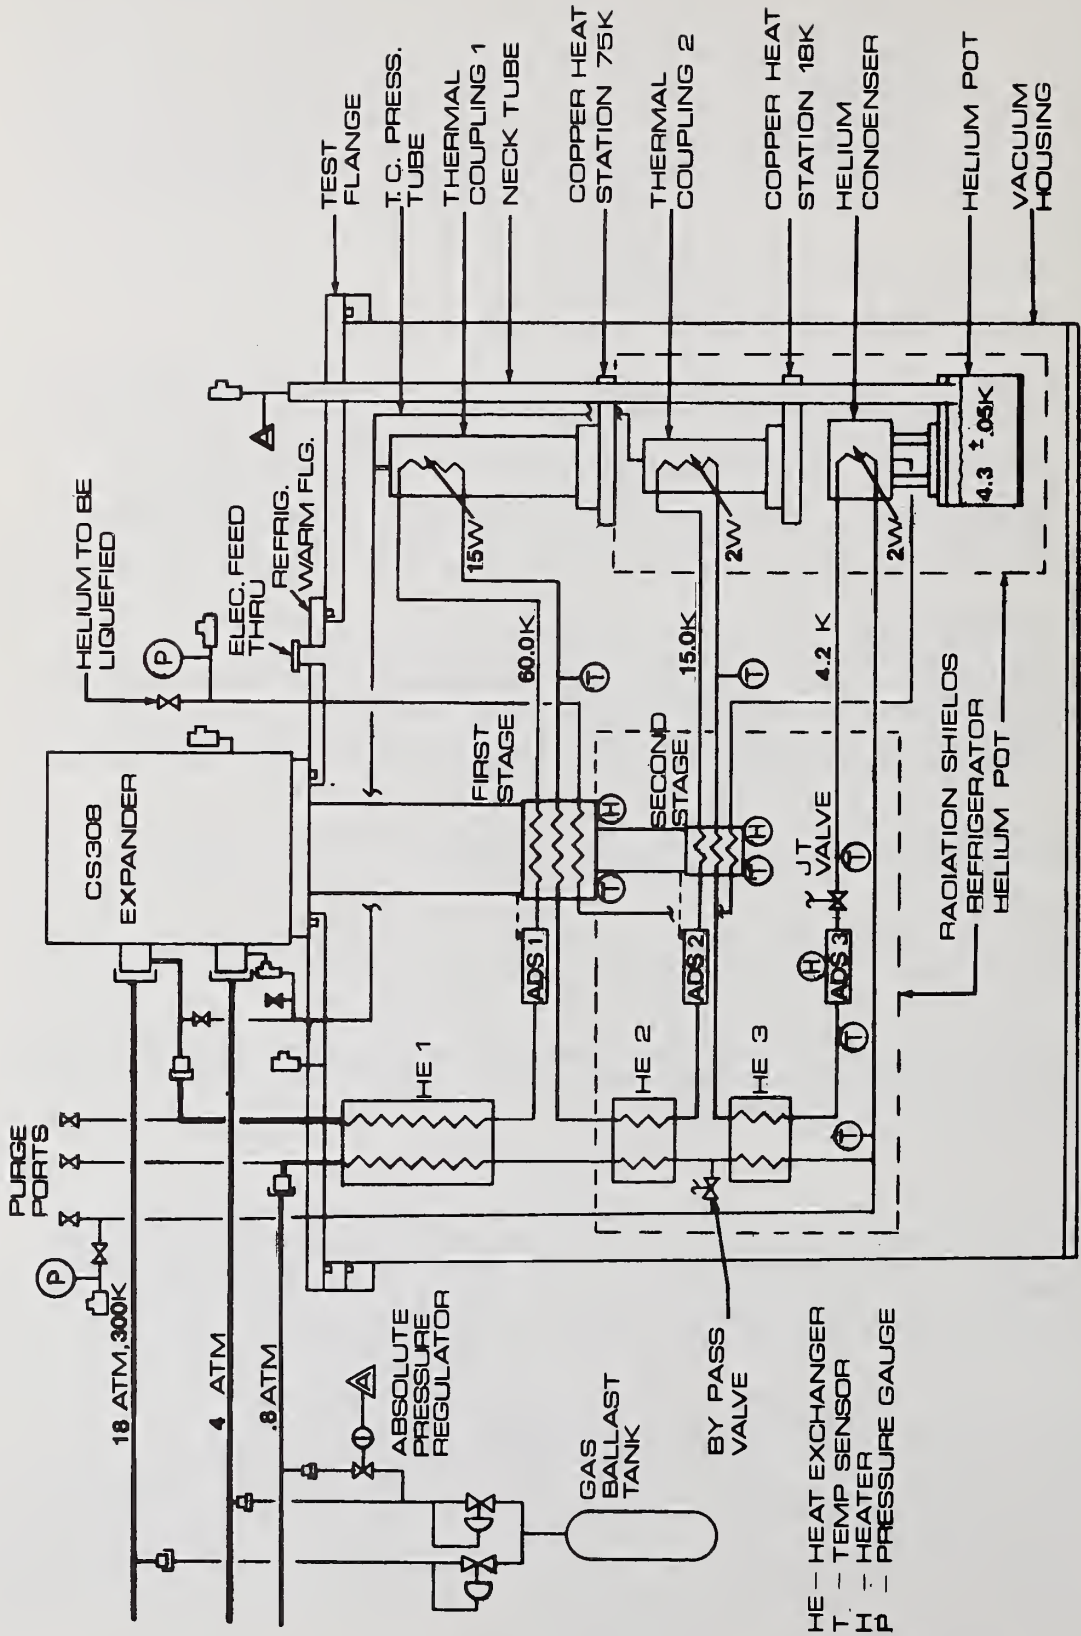 TEST
FLANGE
T. C. PRESS.
TUBE
THERMAL
COUPLING 1
NECK TUBE
COPPER HEAT
STATION 75K
THERMAL
COUPLING 2
COPPER HEAT
STATION 18K
HELIUM
CONDENSER
HELIUM POT
VACUUM
HOUSING
HELIUM TO BE
LIQUEFIED
P
ELEC. FEED
THRU
REFRIG.
WARM FLG.
CS308
EXPANDER
A
15W
2W
2W
4.3 ± .05K
60.0K
15.0K
4.2 K
T
T
FIRST
STAGE
SECOND
STAGE
H
T
H
T
JT
VALVE
T
ADS 1
ADS 2
H
ADS 3
T
T
HE 1
HE 2
HE 3
RADIATION SHIELDS
REFRIGERATOR
HELIUM POT
PURGE
PORTS
P
18 ATM,300K
4 ATM
.8 ATM
A
ABSOLUTE
PRESSURE
REGULATOR
GAS
BALLAST
TANK
BY PASS
VALVE
HE – HEAT EXCHANGER
T – TEMP SENSOR
H – HEATER
P – PRESSURE GAUGE